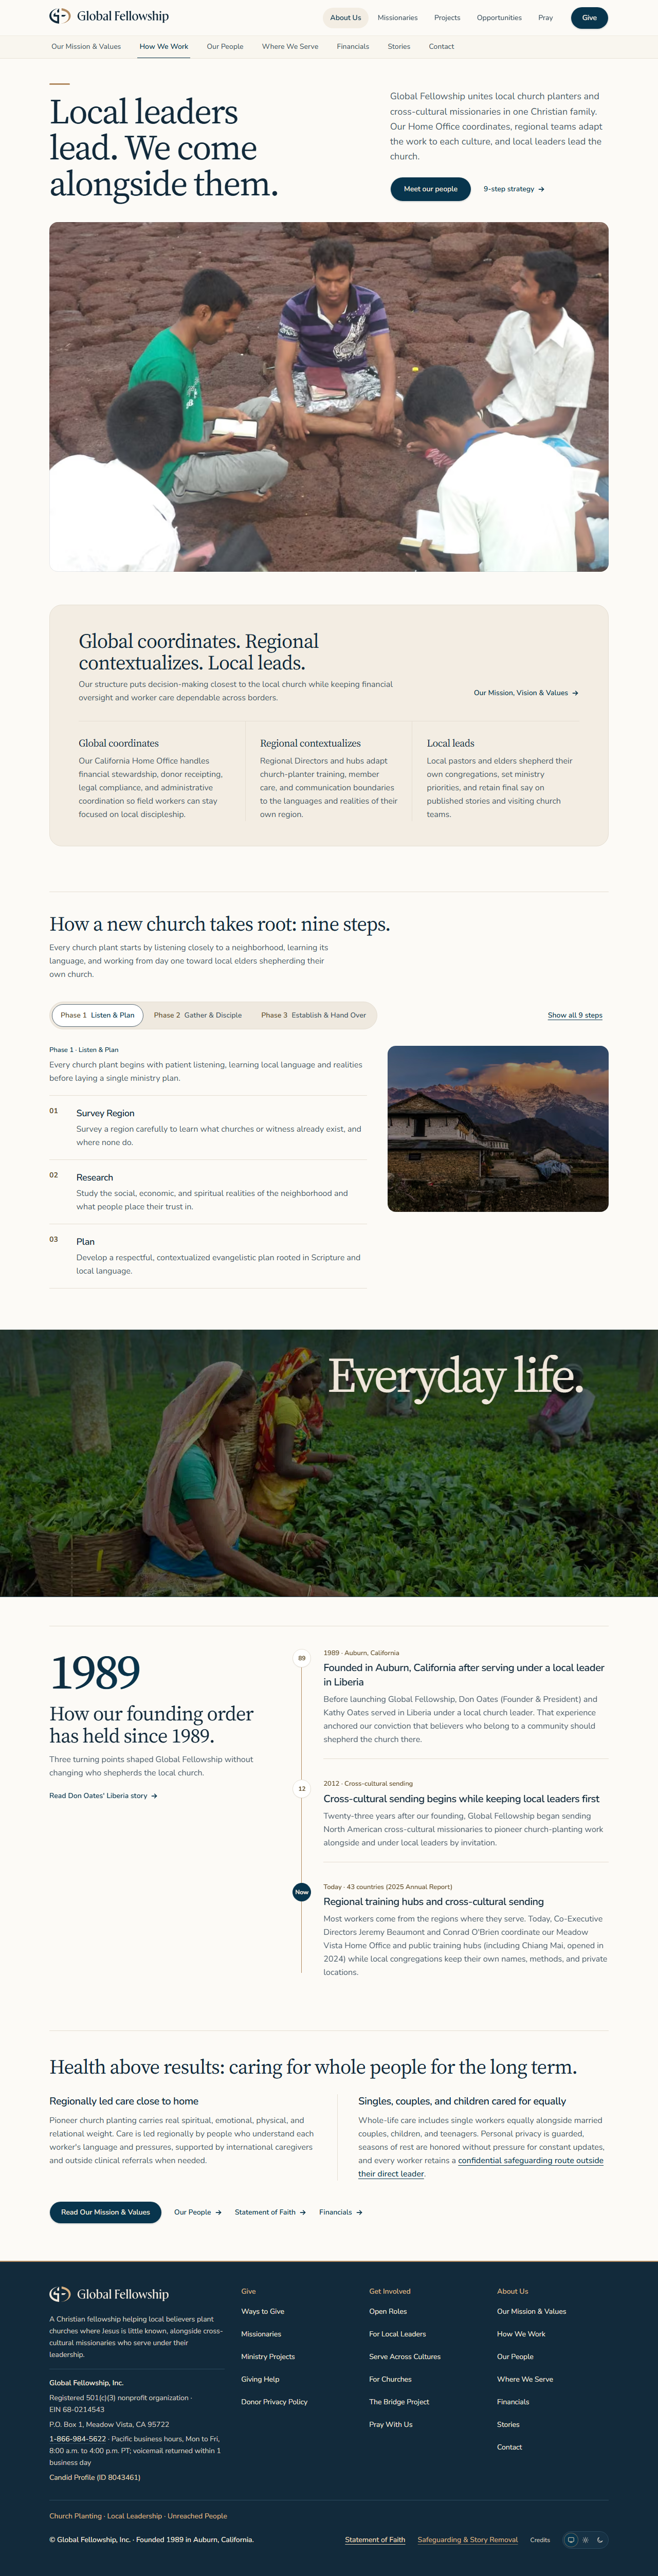 Global Fellowship
About Us
Missionaries
Projects
Opportunities
Pray
Give
Our Mission & Values
How We Work
Our People
Where We Serve
Financials
Stories
Contact
Local leaders
lead. We come
alongside them.
Global Fellowship unites local church planters and
cross-cultural missionaries in one Christian family.
Our Home Office coordinates, regional teams adapt
the work to each culture, and local leaders lead the
church.
Meet our people
9-step strategy →
Global coordinates. Regional
contextualizes. Local leads.
Our structure puts decision-making closest to the local church while keeping financial
oversight and worker care dependable across borders.
Our Mission, Vision & Values →
Global coordinates
Our California Home Office handles
financial stewardship, donor receipting,
legal compliance, and administrative
coordination so field workers can stay
focused on local discipleship.
Regional contextualizes
Regional Directors and hubs adapt
church-planter training, member
care, and communication boundaries
to the languages and realities of their
own region.
Local leads
Local pastors and elders shepherd their
own congregations, set ministry
priorities, and retain final say on
published stories and visiting church
teams.
How a new church takes root: nine steps.
Every church plant starts by listening closely to a neighborhood, learning its
language, and working from day one toward local elders shepherding their
own church.
Phase 1 Listen & Plan
Phase 2 Gather & Disciple
Phase 3 Establish & Hand Over
Show all 9 steps
Phase 1 · Listen & Plan
Every church plant begins with patient listening, learning local language and realities
before laying a single ministry plan.
01
Survey Region
Survey a region carefully to learn what churches or witness already exist, and
where none do.
02
Research
Study the social, economic, and spiritual realities of the neighborhood and
what people place their trust in.
03
Plan
Develop a respectful, contextualized evangelistic plan rooted in Scripture and
local language.
Everyday life.
1989
How our founding order
has held since 1989.
Three turning points shaped Global Fellowship without
changing who shepherds the local church.
Read Don Oates' Liberia story →
89
1989 · Auburn, California
Founded in Auburn, California after serving under a local leader
in Liberia
Before launching Global Fellowship, Don Oates (Founder & President) and
Kathy Oates served in Liberia under a local church leader. That experience
anchored our conviction that believers who belong to a community should
shepherd the church there.
12
2012 · Cross-cultural sending
Cross-cultural sending begins while keeping local leaders first
Twenty-three years after our founding, Global Fellowship began sending
North American cross-cultural missionaries to pioneer church-planting work
alongside and under local leaders by invitation.
Now
Today · 43 countries (2025 Annual Report)
Regional training hubs and cross-cultural sending
Most workers come from the regions where they serve. Today, Co-Executive
Directors Jeremy Beaumont and Conrad O'Brien coordinate our Meadow
Vista Home Office and public training hubs (including Chiang Mai, opened in
2024) while local congregations keep their own names, methods, and private
locations.
Health above results: caring for whole people for the long term.
Regionally led care close to home
Pioneer church planting carries real spiritual, emotional, physical, and
relational weight. Care is led regionally by people who understand each
worker's language and pressures, supported by international caregivers
and outside clinical referrals when needed.
Singles, couples, and children cared for equally
Whole-life care includes single workers equally alongside married
couples, children, and teenagers. Personal privacy is guarded,
seasons of rest are honored without pressure for constant updates,
and every worker retains a confidential safeguarding route outside
their direct leader.
Read Our Mission & Values
Our People →
Statement of Faith →
Financials →
Global Fellowship
A Christian fellowship helping local believers plant
churches where Jesus is little known, alongside cross-
cultural missionaries who serve under their
leadership.
Global Fellowship, Inc.
Registered 501(c)(3) nonprofit organization ·
EIN 68-0214543
P.O. Box 1, Meadow Vista, CA 95722
1-866-984-5622 · Pacific business hours, Mon to Fri,
8:00 a.m. to 4:00 p.m. PT; voicemail returned within 1
business day
Candid Profile (ID 8043461)
Give
Ways to Give
Missionaries
Ministry Projects
Giving Help
Donor Privacy Policy
Get Involved
Open Roles
For Local Leaders
Serve Across Cultures
For Churches
The Bridge Project
Pray With Us
About Us
Our Mission & Values
How We Work
Our People
Where We Serve
Financials
Stories
Contact
Church Planting · Local Leadership · Unreached People
© Global Fellowship, Inc. · Founded 1989 in Auburn, California.
Statement of Faith
Safeguarding & Story Removal
Credits